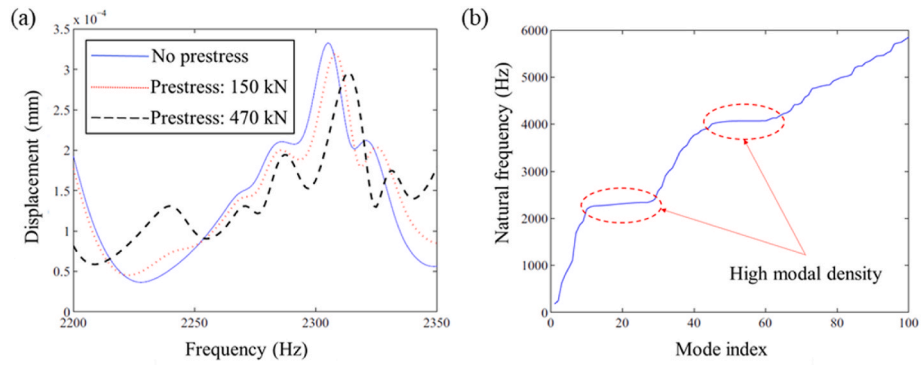 (a)
x 10⁻⁴
3.5
3
2.5
2
1.5
1
0.5
0
Displacement (mm)
No prestress
Prestress: 150 kN
Prestress: 470 kN
2200 2250 2300 2350
Frequency (Hz)
(b)
6000
5000
4000
3000
2000
1000
0
Natural frequency (Hz)
High modal density
0 20 40 60 80 100
Mode index